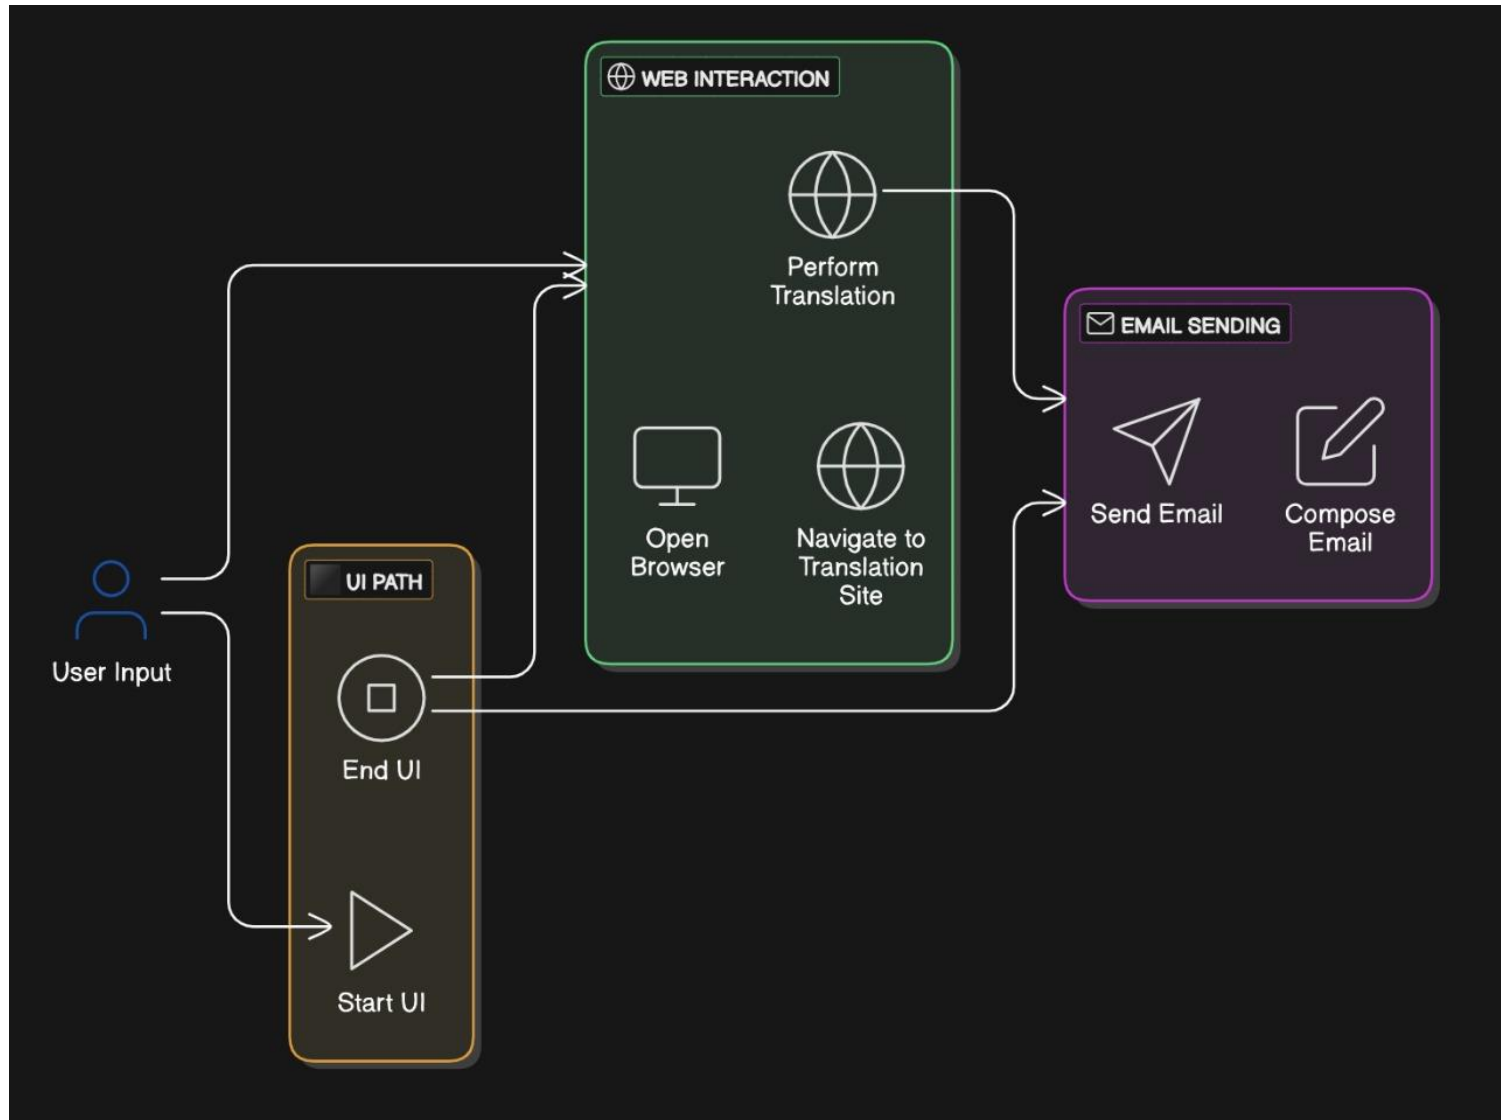 WEB INTERACTION
Perform
Translation
EMAIL SENDING
Send Email
Compose
Email
Open
Browser
Navigate to
Translation
Site
UI PATH
User Input
End UI
Start UI